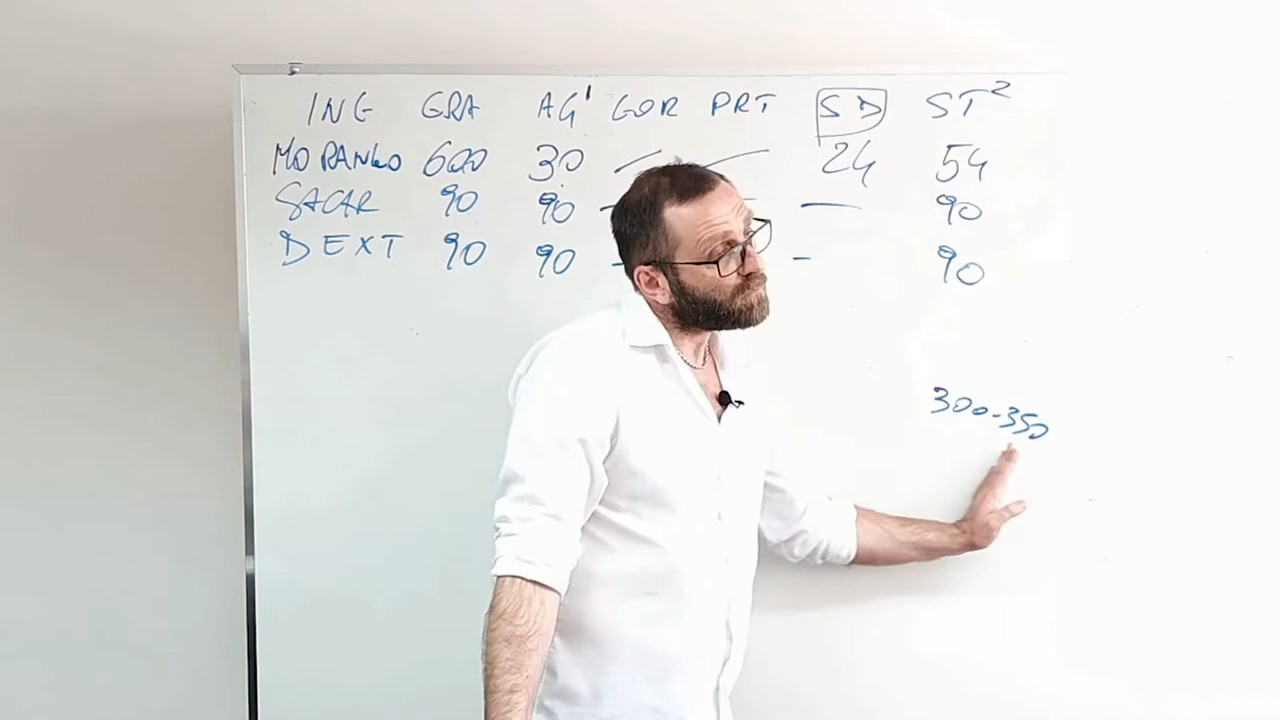 ING GRA AG¹ GOR PRT SD ST²
MORANGO 600 30 — — 24 54
SACAR 90 90 — — — 90
DEXT 90 90 - - 90
300-350